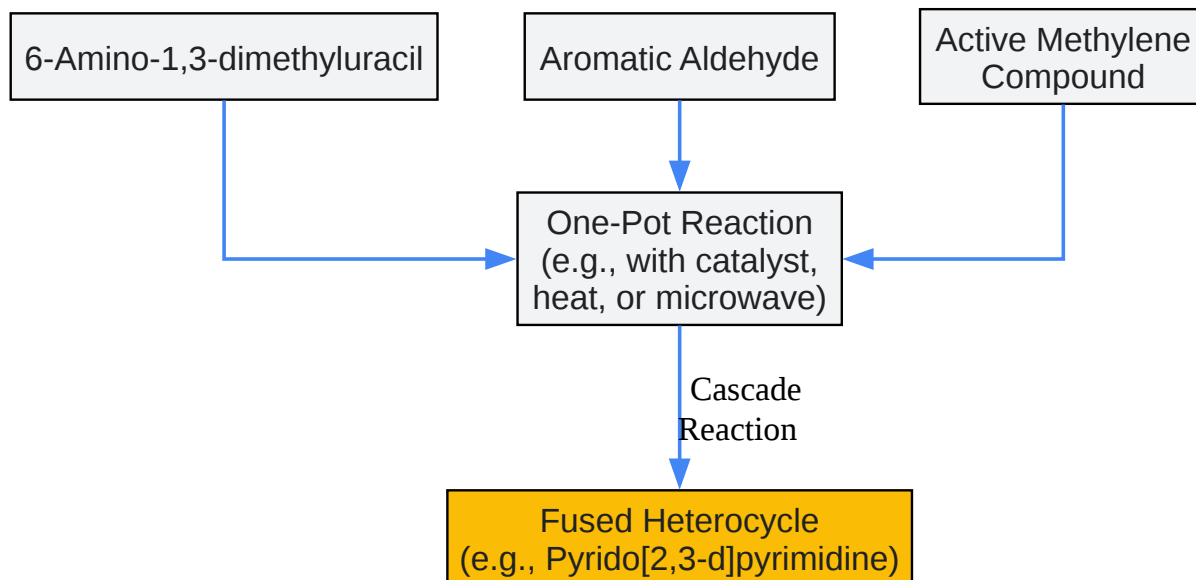 6-Amino-1,3-dimethyluracil
Aromatic Aldehyde
Active Methylene
Compound
One-Pot Reaction
(e.g., with catalyst,
heat, or microwave)
Cascade
Reaction
Fused Heterocycle
(e.g., Pyrido[2,3-d]pyrimidine)